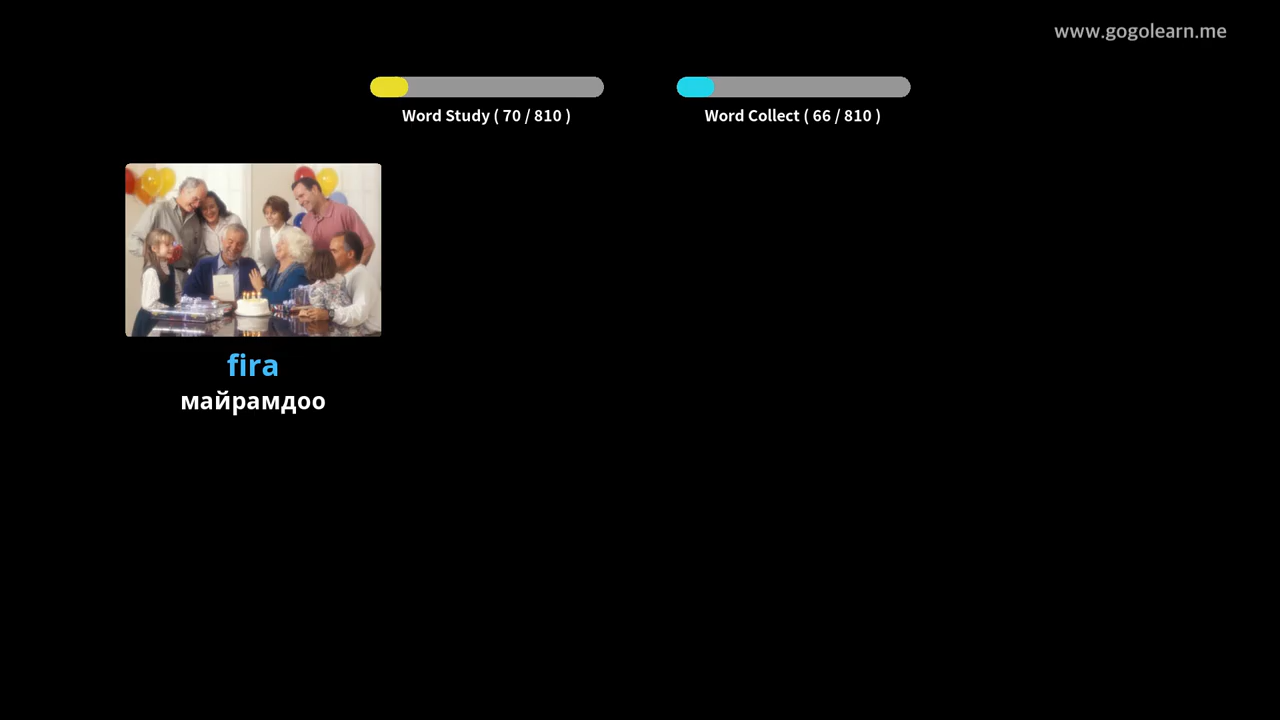 www.gogolearn.me
Word Study ( 70 / 810 )
Word Collect ( 66 / 810 )
fira
майрамдоо